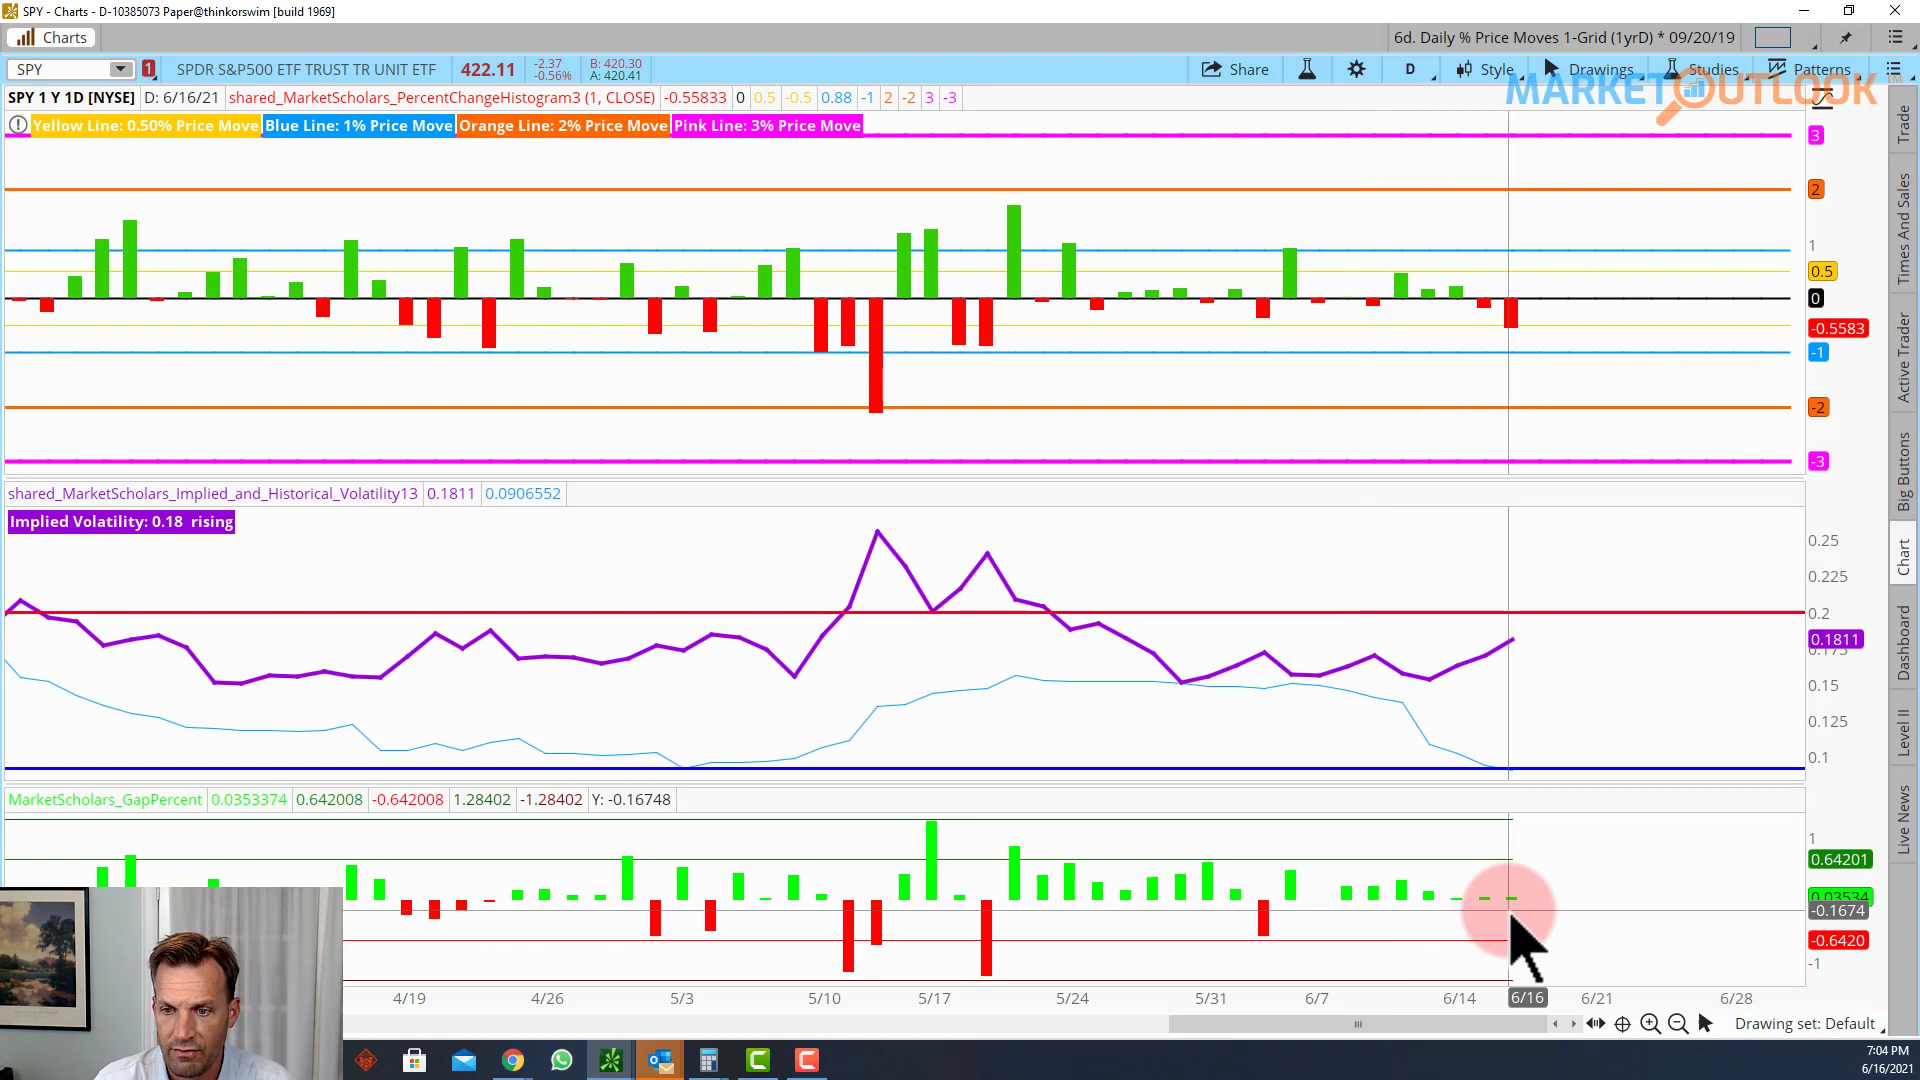 SPY - Charts - D-10385073 Paper@thinkorswim [build 1969]
Charts
6d. Daily % Price Moves 1-Grid (1yrD) * 09/20/19
SPY
1
SPDR S&P500 ETF TRUST TR UNIT ETF
422.11
-2.37
-0.56%
B: 420.30
A: 420.41
Share
D
Style
Drawings
Studies
Patterns
MARKETOUTLOOK
SPY 1 Y 1D [NYSE] D: 6/16/21 shared_MarketScholars_PercentChangeHistogram3 (1, CLOSE) -0.55833 0 0.5 -0.5 0.88 -1 2 -2 3 -3
Yellow Line: 0.50% Price Move Blue Line: 1% Price Move Orange Line: 2% Price Move Pink Line: 3% Price Move
3
2
1
0.5
0
-0.5583
-1
-2
-3
shared_MarketScholars_Implied_and_Historical_Volatility13 0.1811 0.0906552
Implied Volatility: 0.18 rising
0.25
0.225
0.2
0.1811
0.175
0.15
0.125
0.1
MarketScholars_GapPercent 0.0353374 0.642008 -0.642008 1.28402 -1.28402 Y: -0.16748
1
0.64201
0.03534
-0.1674
-0.6420
-1
4/19 4/26 5/3 5/10 5/17 5/24 5/31 6/7 6/14 6/16 6/21 6/28
Drawing set: Default
Trade
Times And Sales
Active Trader
Big Buttons
Chart
Dashboard
Level II
Live News
7:04 PM
6/16/2021